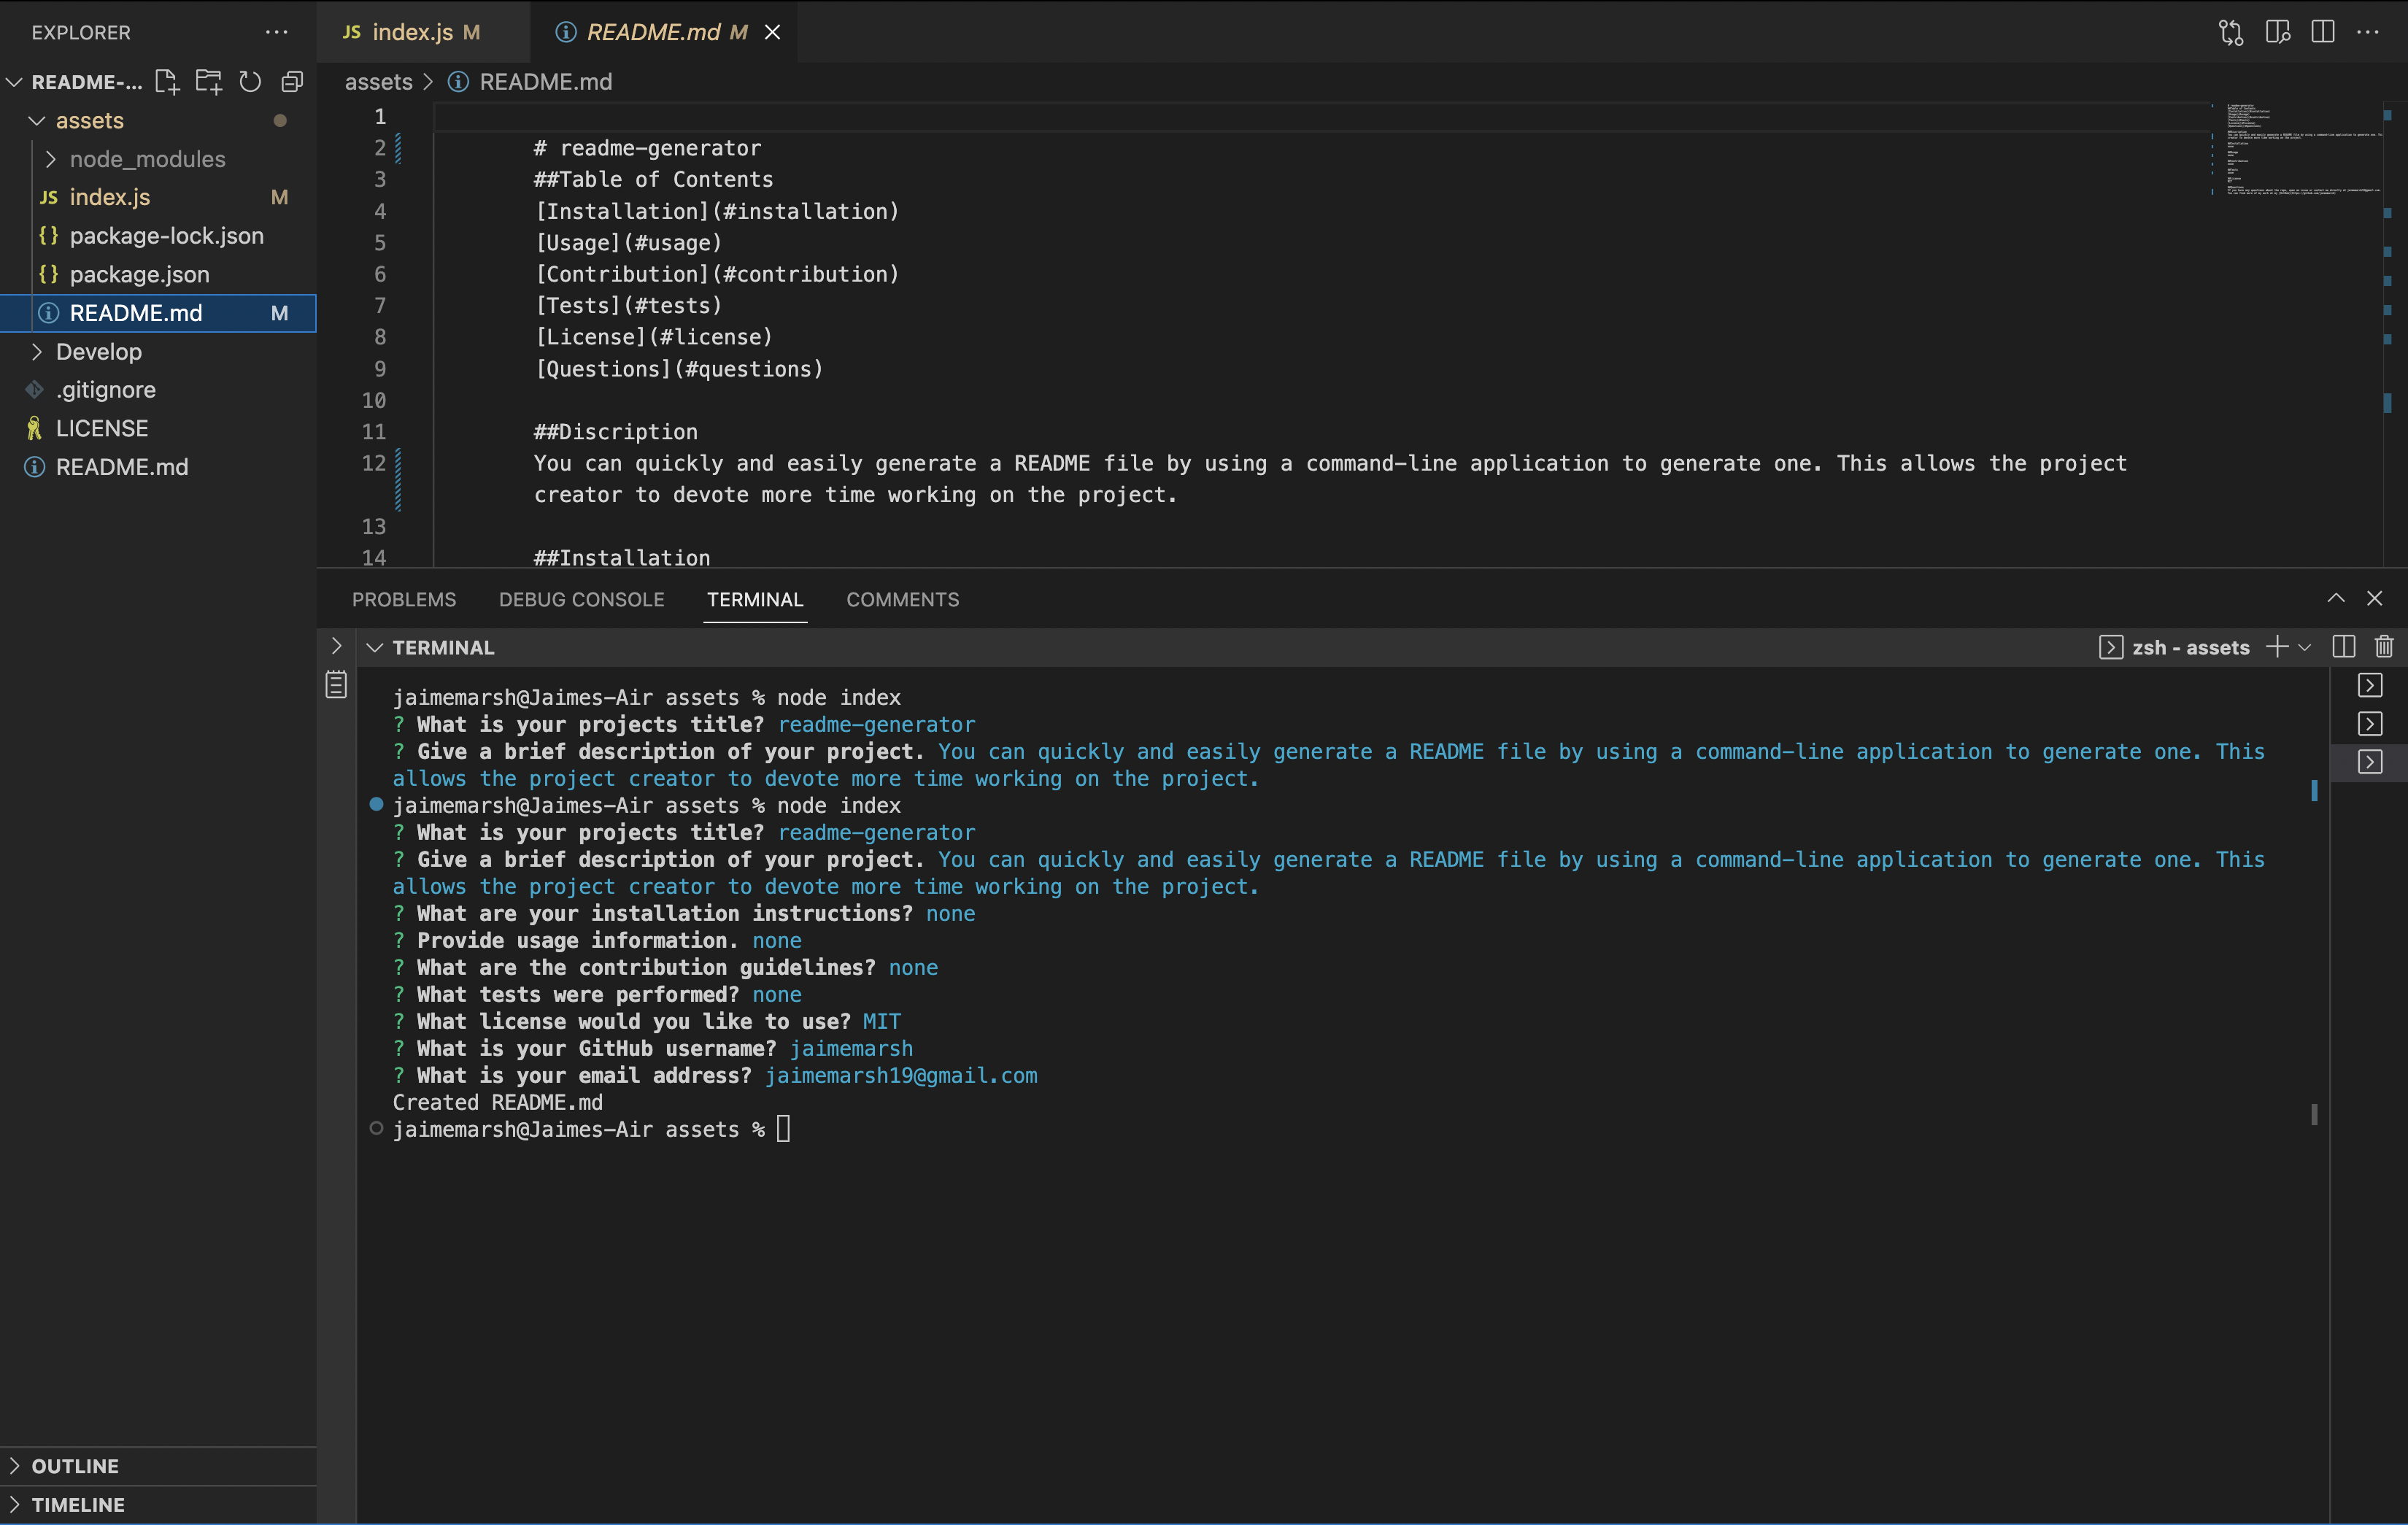 EXPLORER
README-...
assets
node_modules
JS index.js M
{} package-lock.json
{} package.json
README.md M
Develop
.gitignore
LICENSE
README.md
OUTLINE
TIMELINE
JS index.js M
README.md M
assets > README.md
1
2 # readme-generator
3 ##Table of Contents
4 [Installation](#installation)
5 [Usage](#usage)
6 [Contribution](#contribution)
7 [Tests](#tests)
8 [License](#license)
9 [Questions](#questions)
10
11 ##Discription
12 You can quickly and easily generate a README file by using a command-line application to generate one. This allows the project
creator to devote more time working on the project.
13
14 ##Installation
PROBLEMS DEBUG CONSOLE TERMINAL COMMENTS
TERMINAL
zsh - assets
jaimemarsh@Jaimes-Air assets % node index
? What is your projects title? readme-generator
? Give a brief description of your project. You can quickly and easily generate a README file by using a command-line application to generate one. This
allows the project creator to devote more time working on the project.
jaimemarsh@Jaimes-Air assets % node index
? What is your projects title? readme-generator
? Give a brief description of your project. You can quickly and easily generate a README file by using a command-line application to generate one. This
allows the project creator to devote more time working on the project.
? What are your installation instructions? none
? Provide usage information. none
? What are the contribution guidelines? none
? What tests were performed? none
? What license would you like to use? MIT
? What is your GitHub username? jaimemarsh
? What is your email address? jaimemarsh19@gmail.com
Created README.md
jaimemarsh@Jaimes-Air assets %